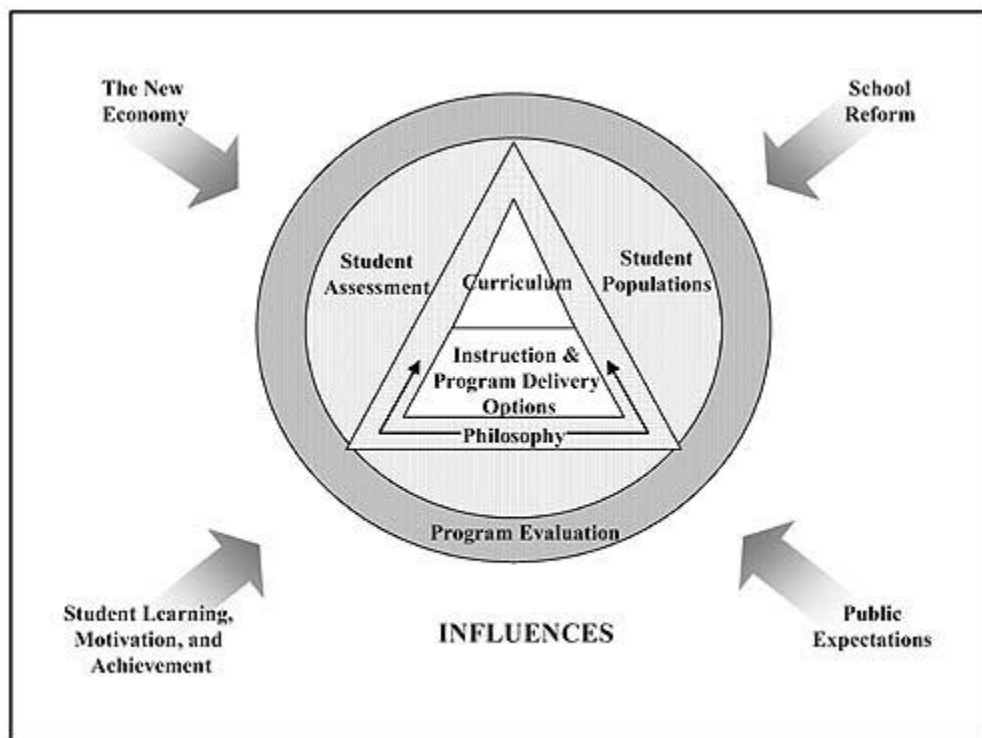 The New
Economy
School
Reform
Student
Assessment
Student
Populations
Curriculum
Instruction &
Program Delivery
Options
Philosophy
Program Evaluation
Student Learning,
Motivation, and
Achievement
INFLUENCES
Public
Expectations